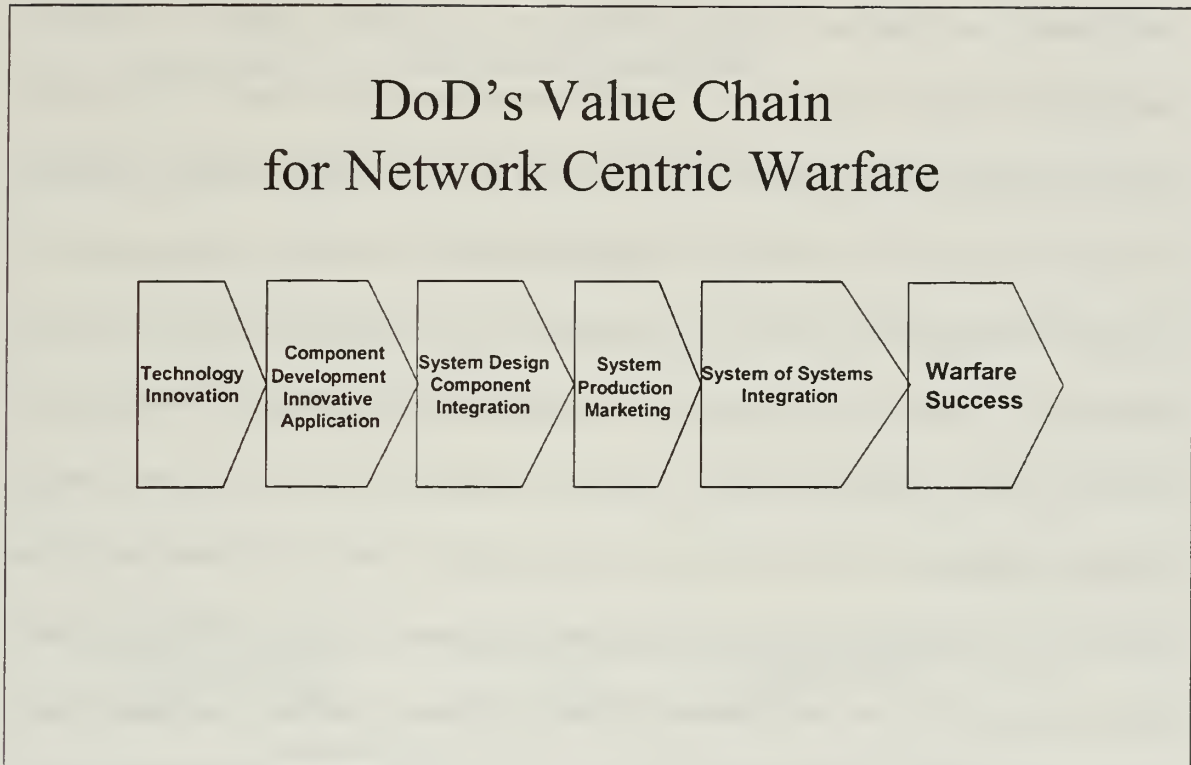 DoD's Value Chain
for Network Centric Warfare
Technology
Innovation
Component
Development
Innovative
Application
System Design
Component
Integration
System
Production
Marketing
System of Systems
Integration
Warfare
Success